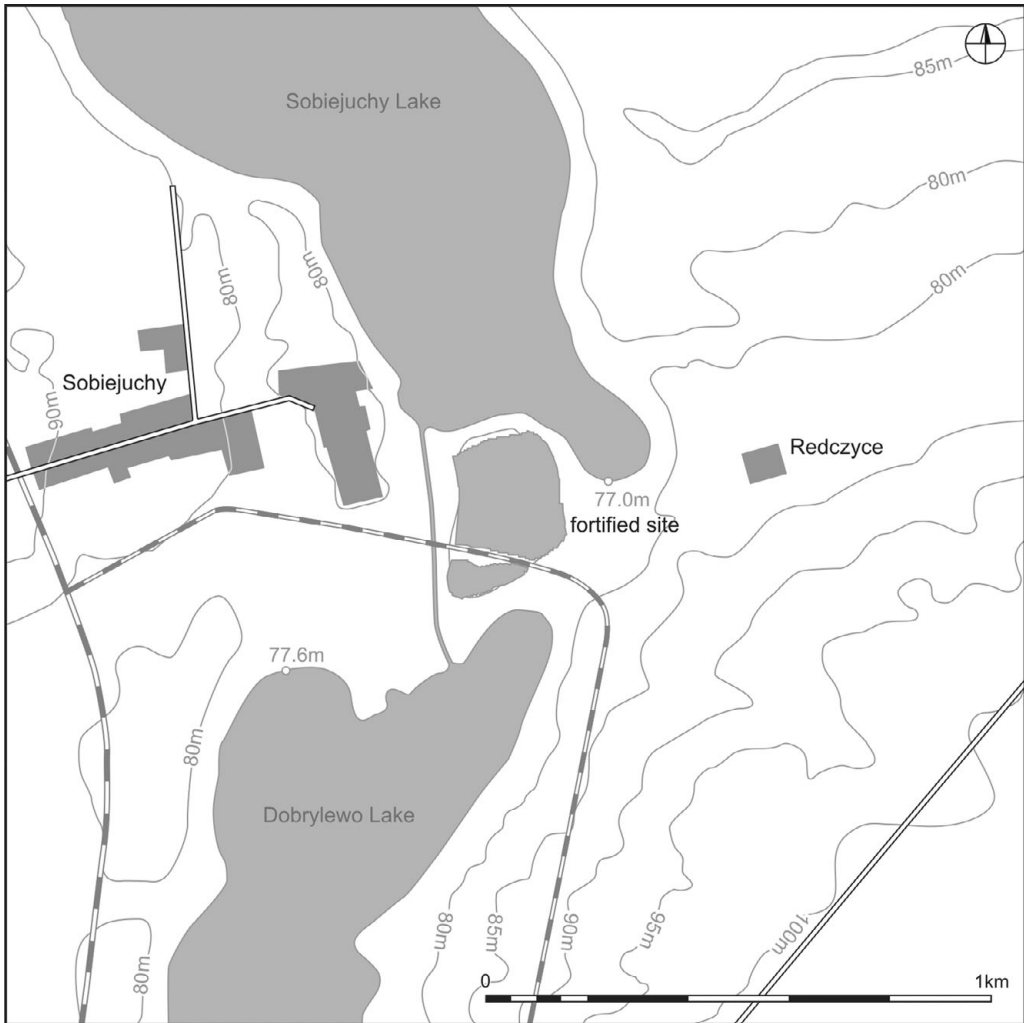 Sobiejuchy Lake
85m
80m
80m
80m
80m
Sobiejuchy
90m
Redczyce
77.0m
fortified site
77.6m
80m
Dobrylewo Lake
80m
85m
90m
95m
100m
80m
0
1km